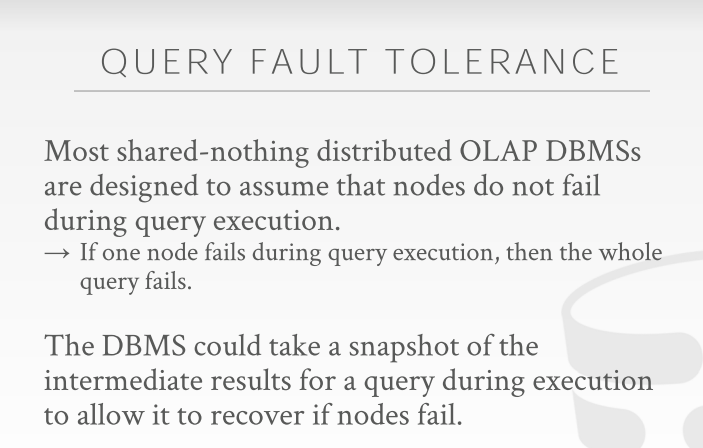 QUERY FAULT TOLERANCE
Most shared-nothing distributed OLAP DBMSs
are designed to assume that nodes do not fail
during query execution.
→ If one node fails during query execution, then the whole
query fails.
The DBMS could take a snapshot of the
intermediate results for a query during execution
to allow it to recover if nodes fail.